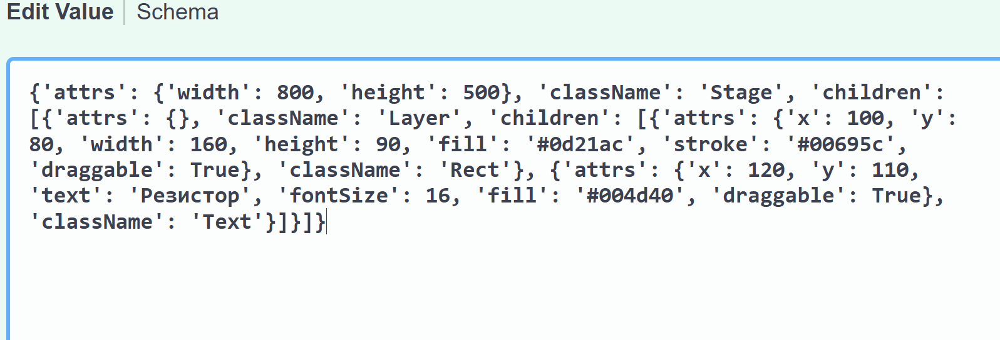 Edit Value | Schema
{'attrs': {'width': 800, 'height': 500}, 'className': 'Stage', 'children':
[{'attrs': {}, 'className': 'Layer', 'children': [{'attrs': {'x': 100, 'y':
80, 'width': 160, 'height': 90, 'fill': '#0d21ac', 'stroke': '#00695c',
'draggable': True}, 'className': 'Rect'}, {'attrs': {'x': 120, 'y': 110,
'text': 'Резистор', 'fontSize': 16, 'fill': '#004d40', 'draggable': True},
'className': 'Text'}]}]}